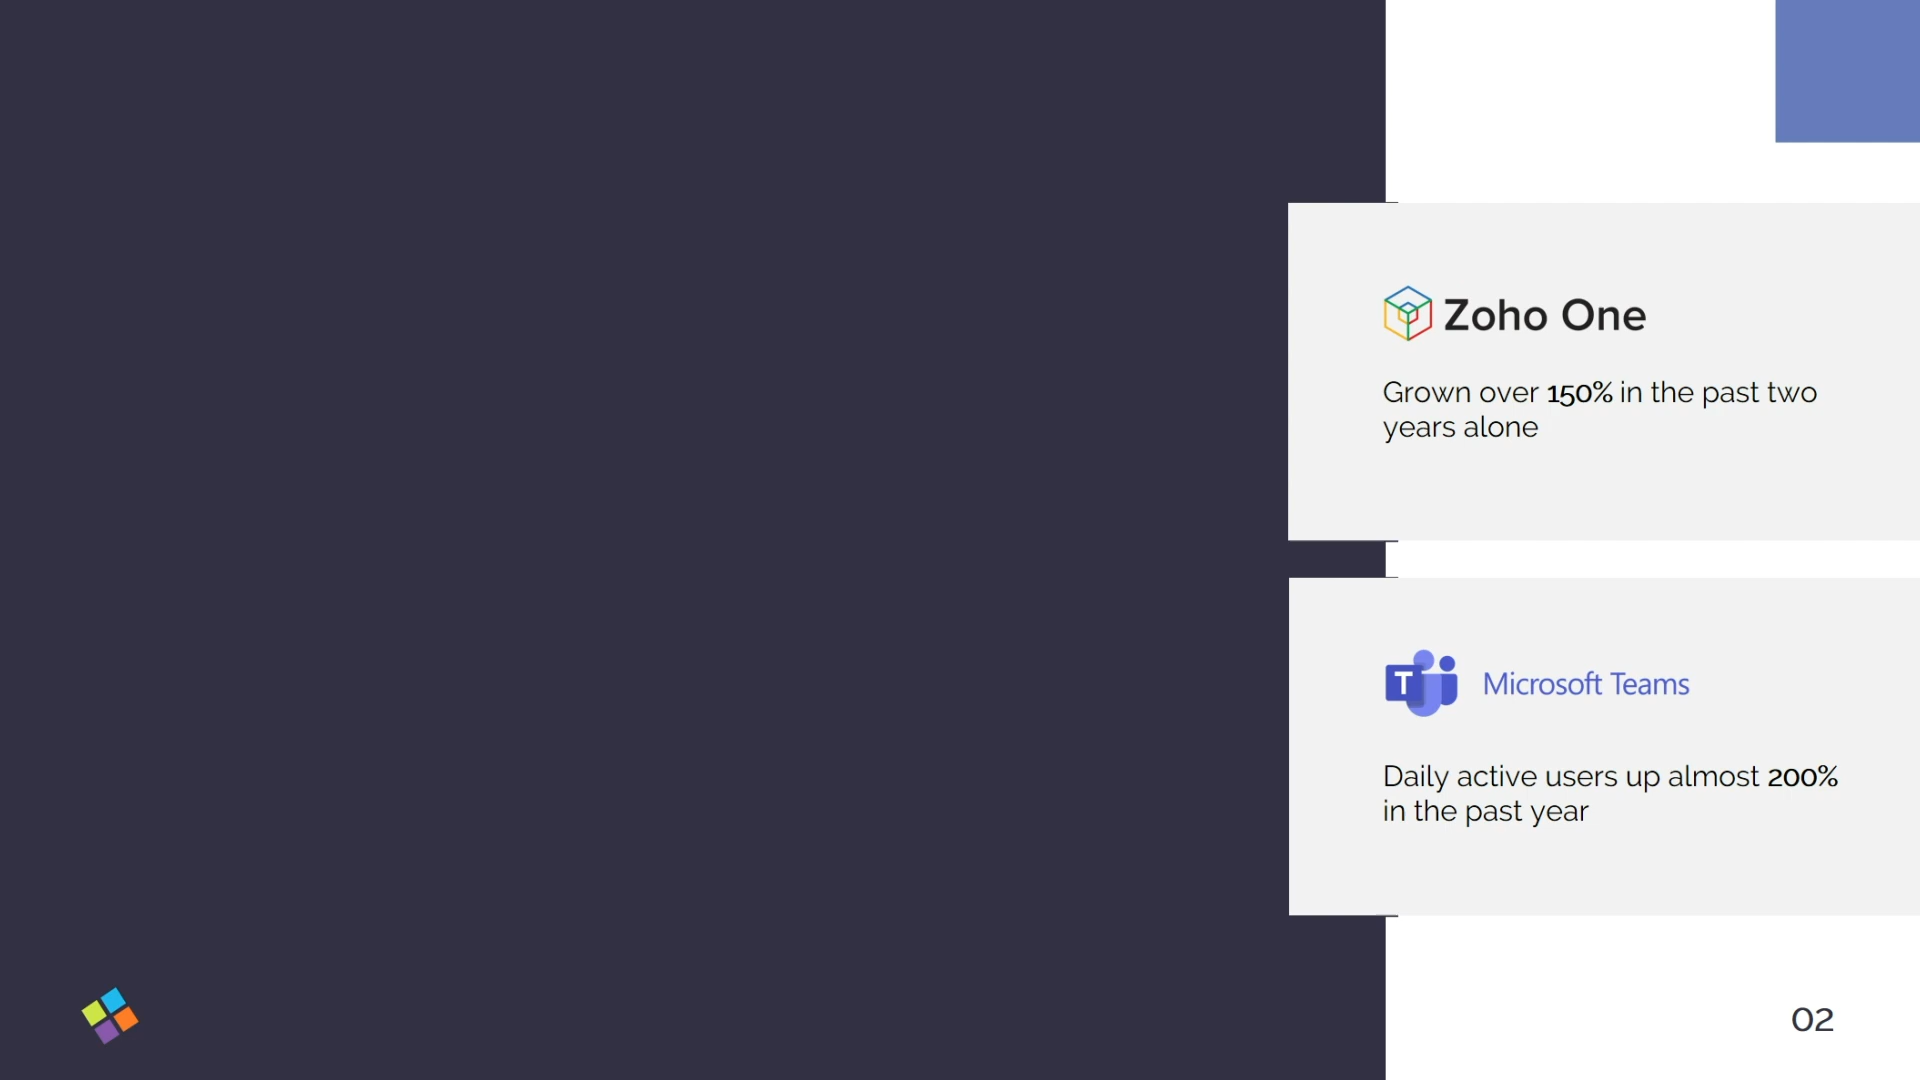 Zoho One
Grown over 150% in the past two
years alone
T
Microsoft Teams
Daily active users up almost 200%
in the past year
02